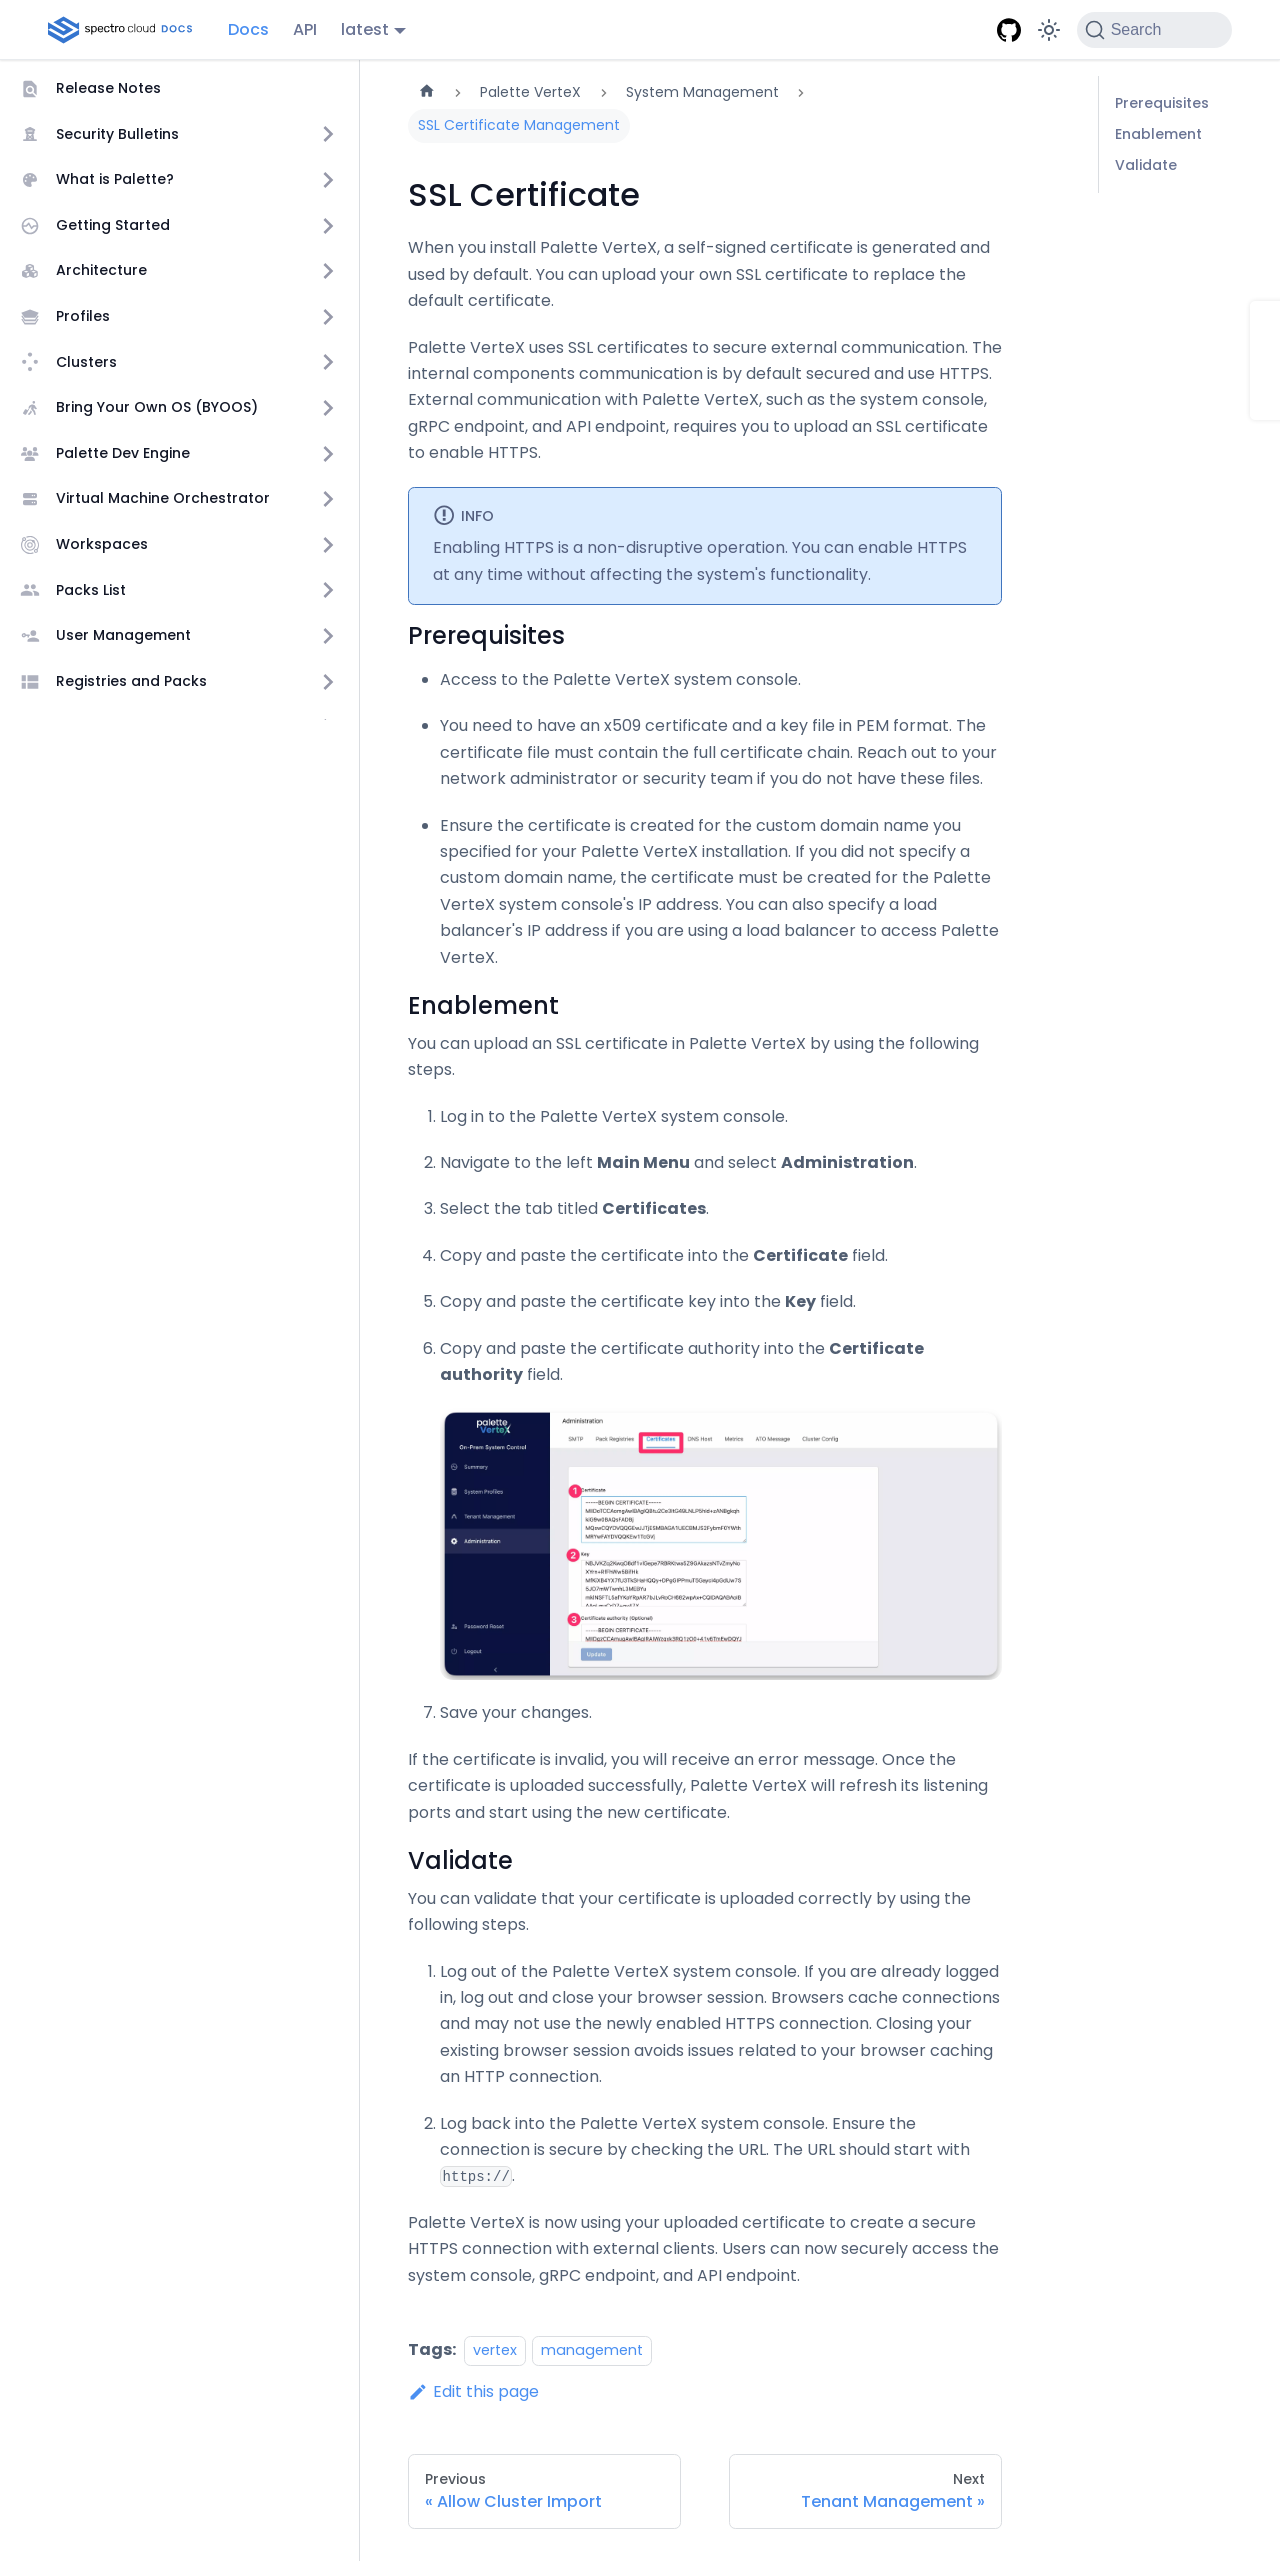 spectro cloud DOCS
Docs
API
latest
Search
Release Notes
Security Bulletins
What is Palette?
Getting Started
Architecture
Profiles
Clusters
Bring Your Own OS (BYOOS)
Palette Dev Engine
Virtual Machine Orchestrator
Workspaces
Packs List
User Management
Registries and Packs
Palette VerteX
System Management
SSL Certificate Management
Prerequisites
Enablement
Validate
SSL Certificate
When you install Palette VerteX, a self-signed certificate is generated and
used by default. You can upload your own SSL certificate to replace the
default certificate.
Palette VerteX uses SSL certificates to secure external communication. The
internal components communication is by default secured and use HTTPS.
External communication with Palette VerteX, such as the system console,
gRPC endpoint, and API endpoint, requires you to upload an SSL certificate
to enable HTTPS.
INFO
Enabling HTTPS is a non-disruptive operation. You can enable HTTPS
at any time without affecting the system's functionality.
Prerequisites
• Access to the Palette VerteX system console.
• You need to have an x509 certificate and a key file in PEM format. The
certificate file must contain the full certificate chain. Reach out to your
network administrator or security team if you do not have these files.
• Ensure the certificate is created for the custom domain name you
specified for your Palette VerteX installation. If you did not specify a
custom domain name, the certificate must be created for the Palette
VerteX system console's IP address. You can also specify a load
balancer's IP address if you are using a load balancer to access Palette
VerteX.
Enablement
You can upload an SSL certificate in Palette VerteX by using the following
steps.
1. Log in to the Palette VerteX system console.
2. Navigate to the left Main Menu and select Administration.
3. Select the tab titled Certificates.
4. Copy and paste the certificate into the Certificate field.
5. Copy and paste the certificate key into the Key field.
6. Copy and paste the certificate authority into the Certificate
authority field.
palette
VerteX
On-Prem System Control
Summary
System Profiles
Tenant Management
Administration
Password Reset
Logout
Administration
SMTP
Pack Registries
Certificates
DNS Host
Metrics
ATO Message
Cluster Config
1
Certificate
-----BEGIN CERTIFICATE-----
2
Key
3
Certificate authority (Optional)
-----BEGIN CERTIFICATE-----
Update
7. Save your changes.
If the certificate is invalid, you will receive an error message. Once the
certificate is uploaded successfully, Palette VerteX will refresh its listening
ports and start using the new certificate.
Validate
You can validate that your certificate is uploaded correctly by using the
following steps.
1. Log out of the Palette VerteX system console. If you are already logged
in, log out and close your browser session. Browsers cache connections
and may not use the newly enabled HTTPS connection. Closing your
existing browser session avoids issues related to your browser caching
an HTTP connection.
2. Log back into the Palette VerteX system console. Ensure the
connection is secure by checking the URL. The URL should start with
https://.
Palette VerteX is now using your uploaded certificate to create a secure
HTTPS connection with external clients. Users can now securely access the
system console, gRPC endpoint, and API endpoint.
Tags: vertex management
Edit this page
Previous
« Allow Cluster Import
Next
Tenant Management »